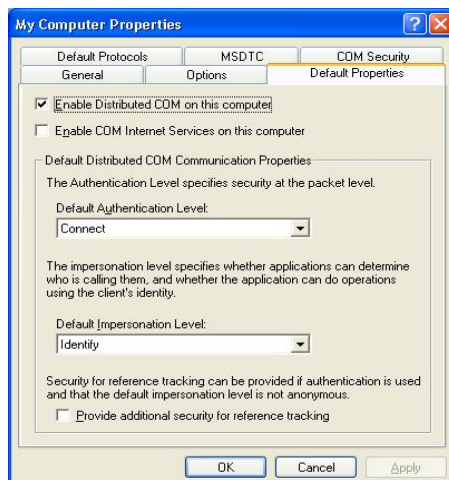 My Computer Properties
Default Protocols MSDTC COM Security
General Options Default Properties
Enable Distributed COM on this computer
Enable COM Internet Services on this computer
Default Distributed COM Communication Properties
The Authentication Level specifies security at the packet level.
Default Authentication Level:
Connect
The impersonation level specifies whether applications can determine
who is calling them, and whether the application can do operations
using the client's identity.
Default Impersonation Level:
Identify
Security for reference tracking can be provided if authentication is used
and that the default impersonation level is not anonymous.
Provide additional security for reference tracking
OK Cancel Apply